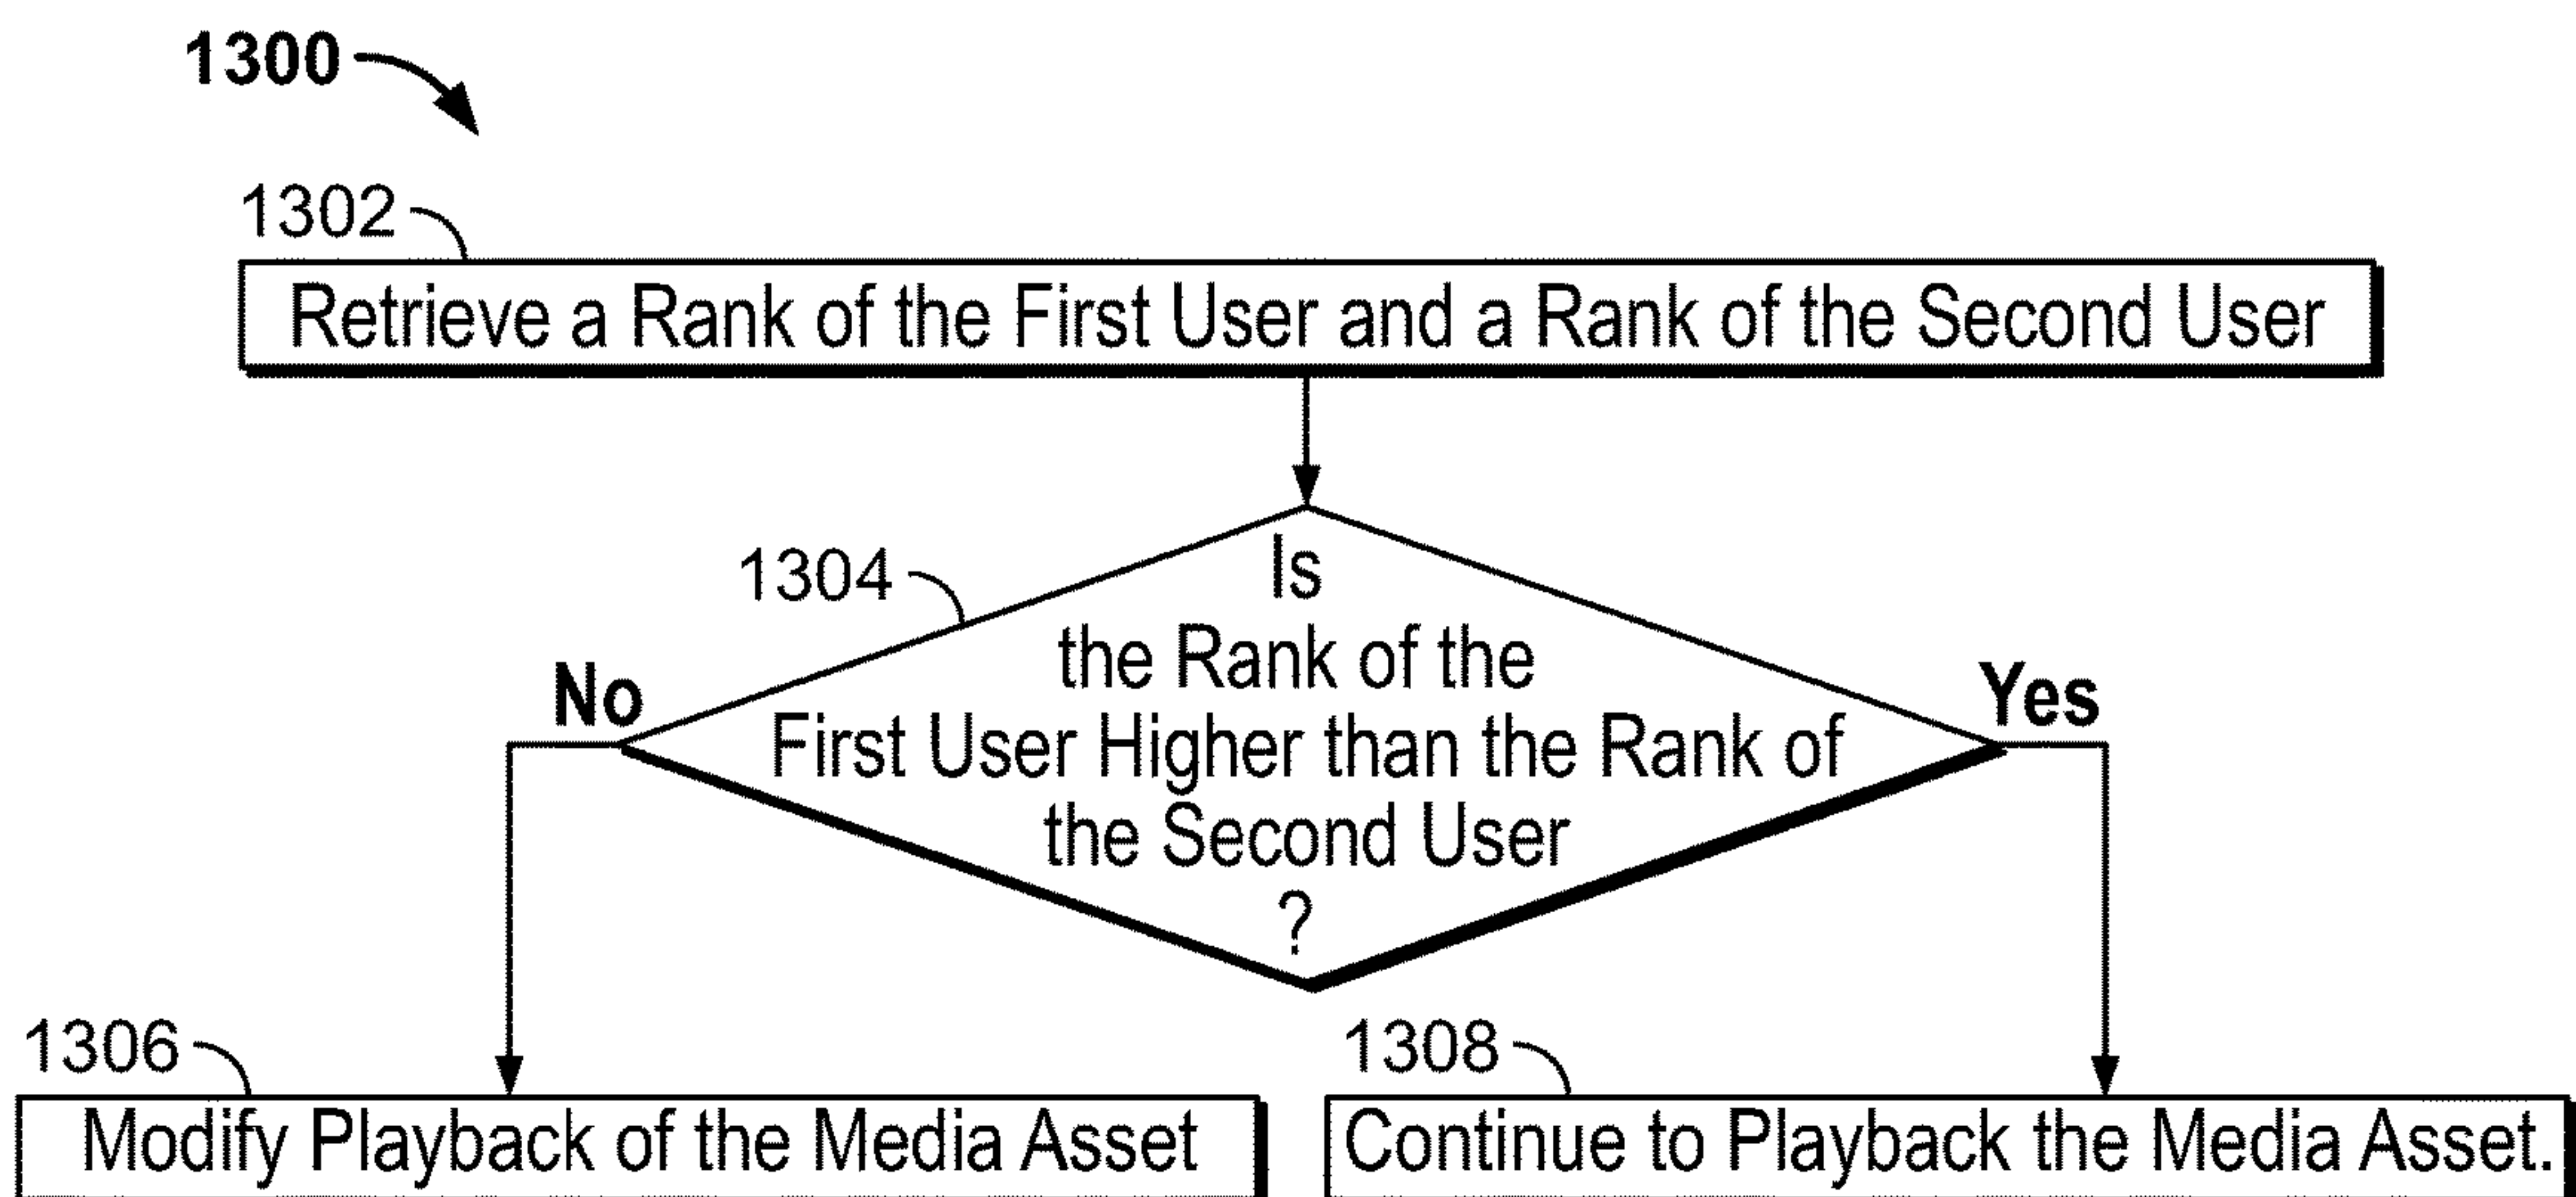 1300
1302
Retrieve a Rank of the First User and a Rank of the Second User
1304
Is
the Rank of the
First User Higher than the Rank of
the Second User
?
No
Yes
1306
Modify Playback of the Media Asset
1308
Continue to Playback the Media Asset.